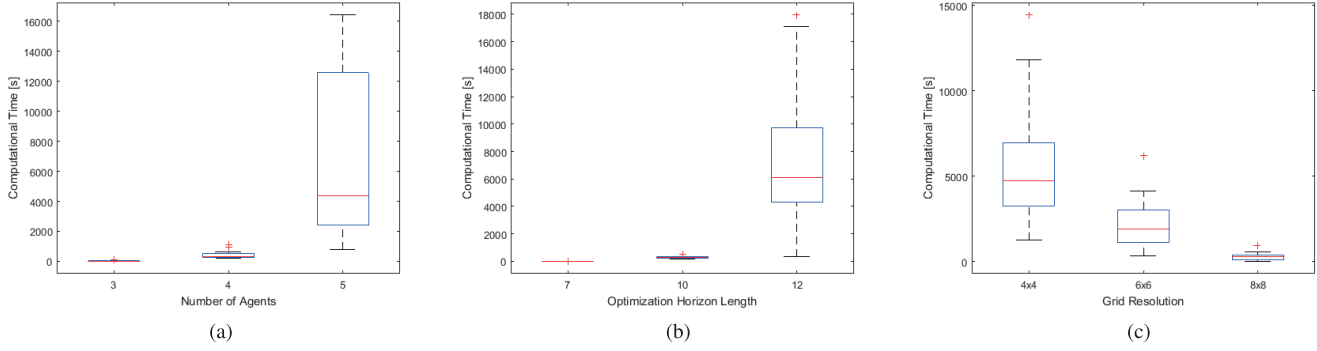 16000
14000
12000
10000
8000
6000
4000
2000
0
Computational Time [s]
3 4 5
Number of Agents
(a)
18000
16000
14000
12000
10000
8000
6000
4000
2000
0
Computational Time [s]
7 10 12
Optimization Horizon Length
(b)
15000
10000
5000
0
Computational Time [s]
4x4 6x6 8x8
Grid Resolution
(c)